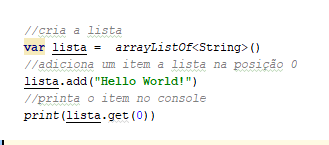 //cria a lista
var lista =  arrayListOf<String>()
//adiciona um item a lista na posição 0
lista.add("Hello World!")
//printa o item no console
print(lista.get(0))